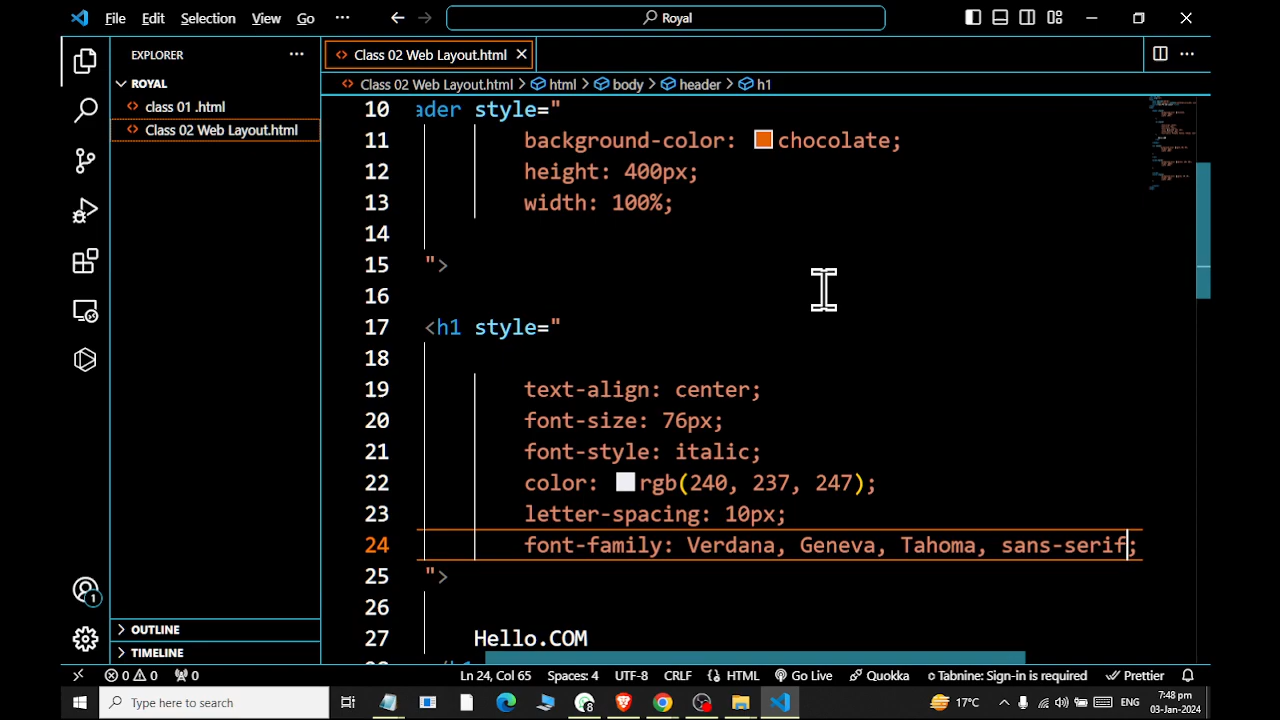 File Edit Selection View Go ··· Royal
EXPLORER ···
Class 02 Web Layout.html
ROYAL
class 01 .html
Class 02 Web Layout.html
Class 02 Web Layout.html > html > body > header > h1
10 ader style="
11 background-color: chocolate;
12 height: 400px;
13 width: 100%;
14
15 ">
16
17 <h1 style="
18
19 text-align: center;
20 font-size: 76px;
21 font-style: italic;
22 color: rgb(240, 237, 247);
23 letter-spacing: 10px;
24 font-family: Verdana, Geneva, Tahoma, sans-serif;
25 ">
26
27 Hello.COM
1
OUTLINE
TIMELINE
0 0 0 Ln 24, Col 65 Spaces: 4 UTF-8 CRLF HTML Go Live Quokka Tabnine: Sign-in is required Prettier
Type here to search 8 17°C ENG 7:48 pm
03-Jan-2024